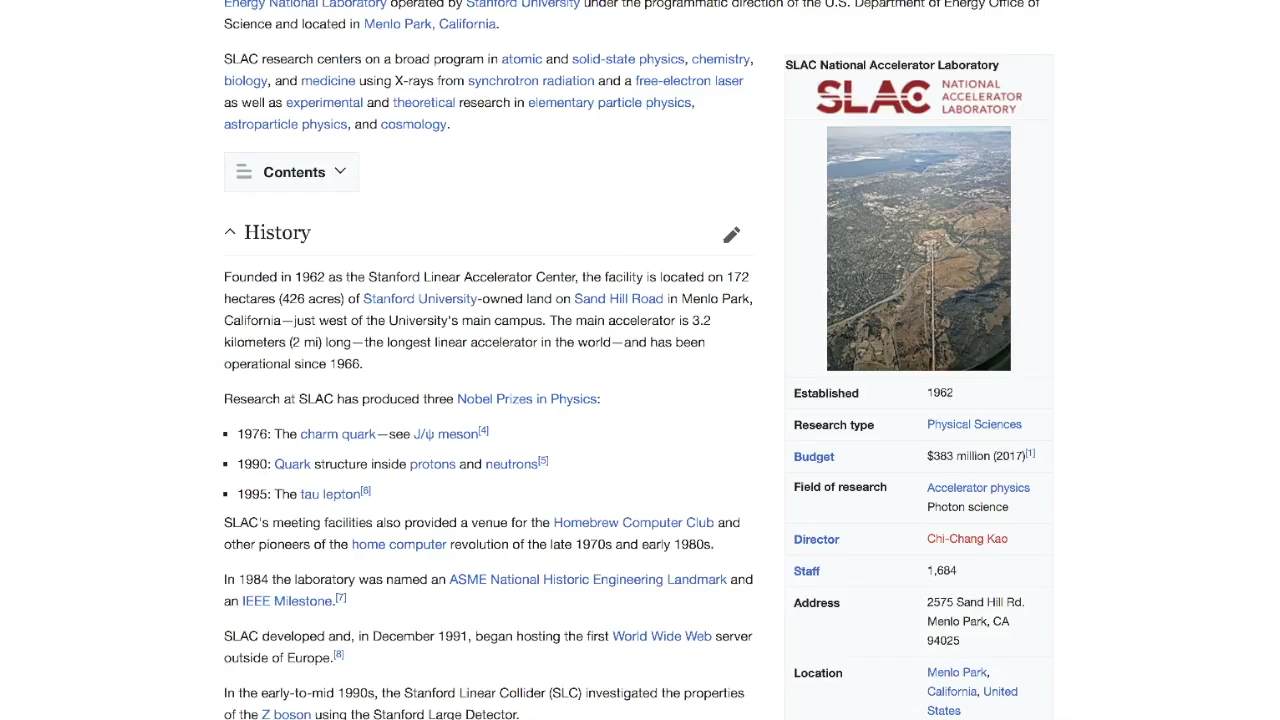 Energy National Laboratory operated by Stanford University under the programmatic direction of the U.S. Department of Energy Office of
Science and located in Menlo Park, California.
SLAC research centers on a broad program in atomic and solid-state physics, chemistry,
biology, and medicine using X-rays from synchrotron radiation and a free-electron laser
as well as experimental and theoretical research in elementary particle physics,
astroparticle physics, and cosmology.
Contents
History
Founded in 1962 as the Stanford Linear Accelerator Center, the facility is located on 172
hectares (426 acres) of Stanford University-owned land on Sand Hill Road in Menlo Park,
California—just west of the University's main campus. The main accelerator is 3.2
kilometers (2 mi) long—the longest linear accelerator in the world—and has been
operational since 1966.
Research at SLAC has produced three Nobel Prizes in Physics:
1976: The charm quark—see J/ψ meson[4]
1990: Quark structure inside protons and neutrons[5]
1995: The tau lepton[6]
SLAC's meeting facilities also provided a venue for the Homebrew Computer Club and
other pioneers of the home computer revolution of the late 1970s and early 1980s.
In 1984 the laboratory was named an ASME National Historic Engineering Landmark and
an IEEE Milestone.[7]
SLAC developed and, in December 1991, began hosting the first World Wide Web server
outside of Europe.[8]
In the early-to-mid 1990s, the Stanford Linear Collider (SLC) investigated the properties
of the Z boson using the Stanford Large Detector.
SLAC National Accelerator Laboratory
SLAC NATIONAL
ACCELERATOR
LABORATORY
Established 1962
Research type Physical Sciences
Budget $383 million (2017)[1]
Field of research Accelerator physics
Photon science
Director Chi-Chang Kao
Staff 1,684
Address 2575 Sand Hill Rd.
Menlo Park, CA
94025
Location Menlo Park,
California, United
States